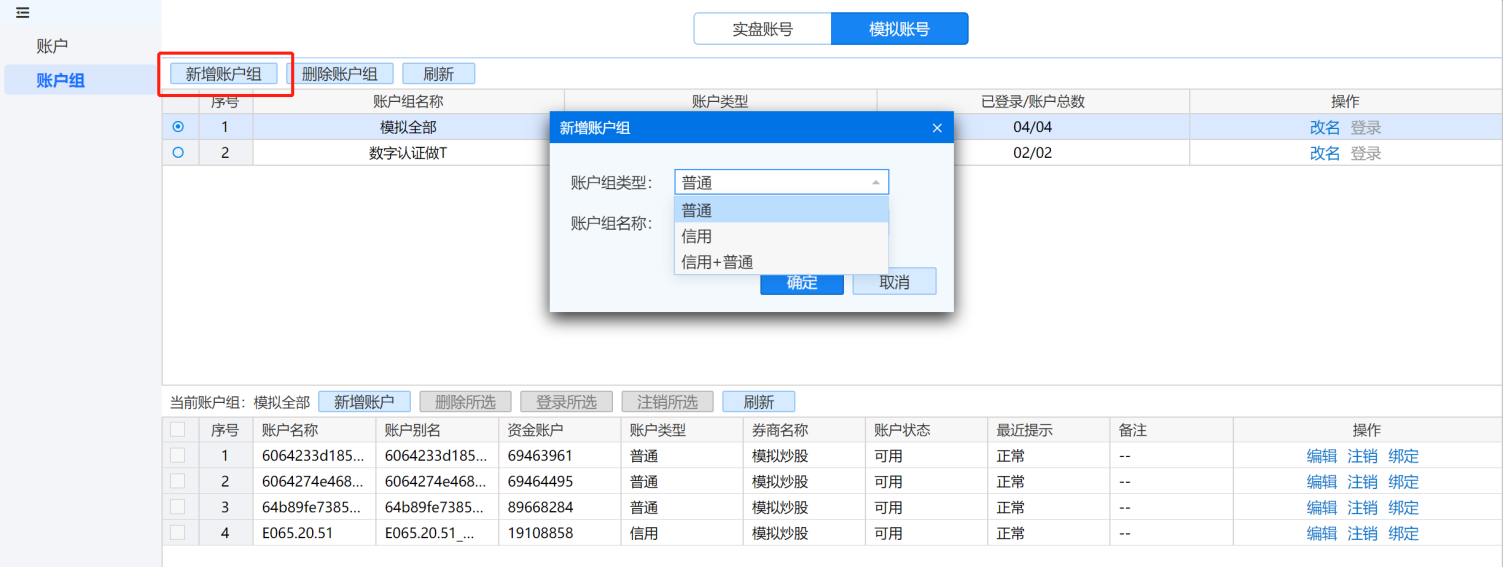 实盘账号 模拟账号
账户
账户组
新增账户组 删除账户组 刷新
序号 账户组名称 账户类型 已登录/账户总数 操作
1 模拟全部 04/04 改名 登录
2 数字认证做T 02/02 改名 登录
新增账户组 ×
账户组类型: 普通
普通
账户组名称:
信用
信用+普通
确定 取消
当前账户组: 模拟全部 新增账户 删除所选 登录所选 注销所选 刷新
序号 账户名称 账户别名 资金账户 账户类型 券商名称 账户状态 最近提示 备注 操作
1 6064233d185... 6064233d185... 69463961 普通 模拟炒股 可用 正常 -- 编辑 注销 绑定
2 6064274e468... 6064274e468... 69464495 普通 模拟炒股 可用 正常 -- 编辑 注销 绑定
3 64b89fe7385... 64b89fe7385... 89668284 普通 模拟炒股 可用 正常 -- 编辑 注销 绑定
4 E065.20.51 E065.20.51_... 19108858 信用 模拟炒股 可用 正常 -- 编辑 注销 绑定